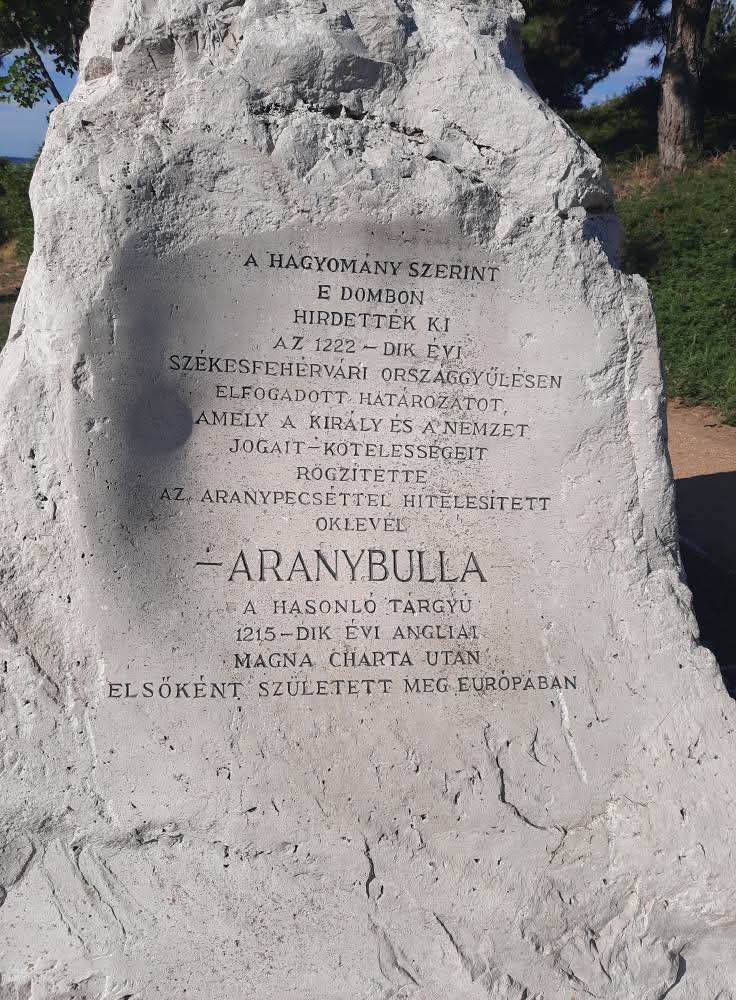 A HAGYOMÁNY SZERINT
E DOMBON
HIRDETTÉK KI
AZ 1222-DIK ÉVI
SZÉKESFEHÉRVÁRI ORSZÁGGYŰLÉSEN
ELFOGADOTT HATÁROZATOT,
AMELY A KIRÁLY ÉS A NEMZET
JOGAIT-KÖTELESSÉGEIT
RÖGZÍTETTE
AZ ARANYPECSÉTTEL HITELESÍTETT
OKLEVÉL
-ARANYBULLA
A HASONLÓ TÁRGYÚ
1215-DIK ÉVI ANGLIAI
MAGNA CHARTA UTÁN
ELSŐKÉNT SZÜLETETT MEG EURÓPÁBAN